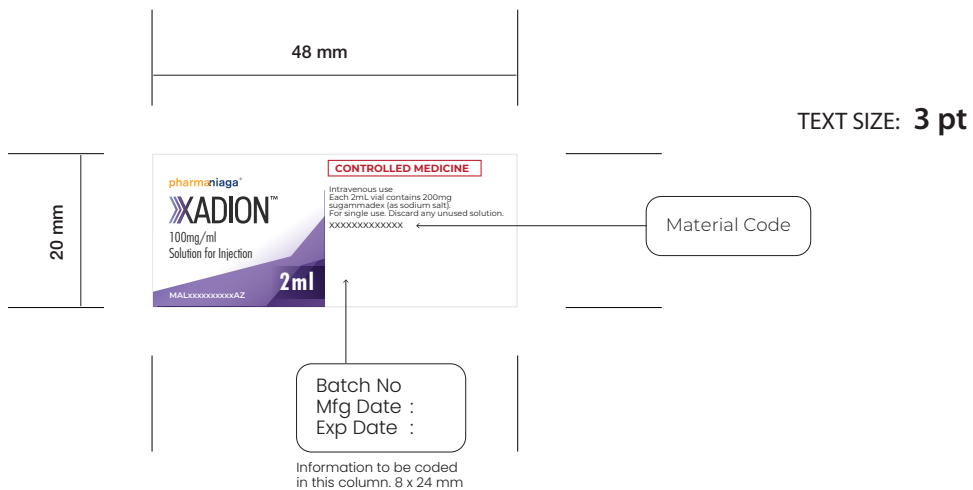 48 mm
TEXT SIZE: 3 pt
20 mm
pharmaniaga®
XADION™
100mg/ml
Solution for Injection
2ml
MALxxxxxxxxxxAZ
CONTROLLED MEDICINE
Intravenous use
Each 2mL vial contains 200mg
sugammadex (as sodium salt).
For single use. Discard any unused solution.
XXXXXXXXXXXXX
Material Code
Batch No
Mfg Date :
Exp Date :
Information to be coded
in this column. 8 x 24 mm